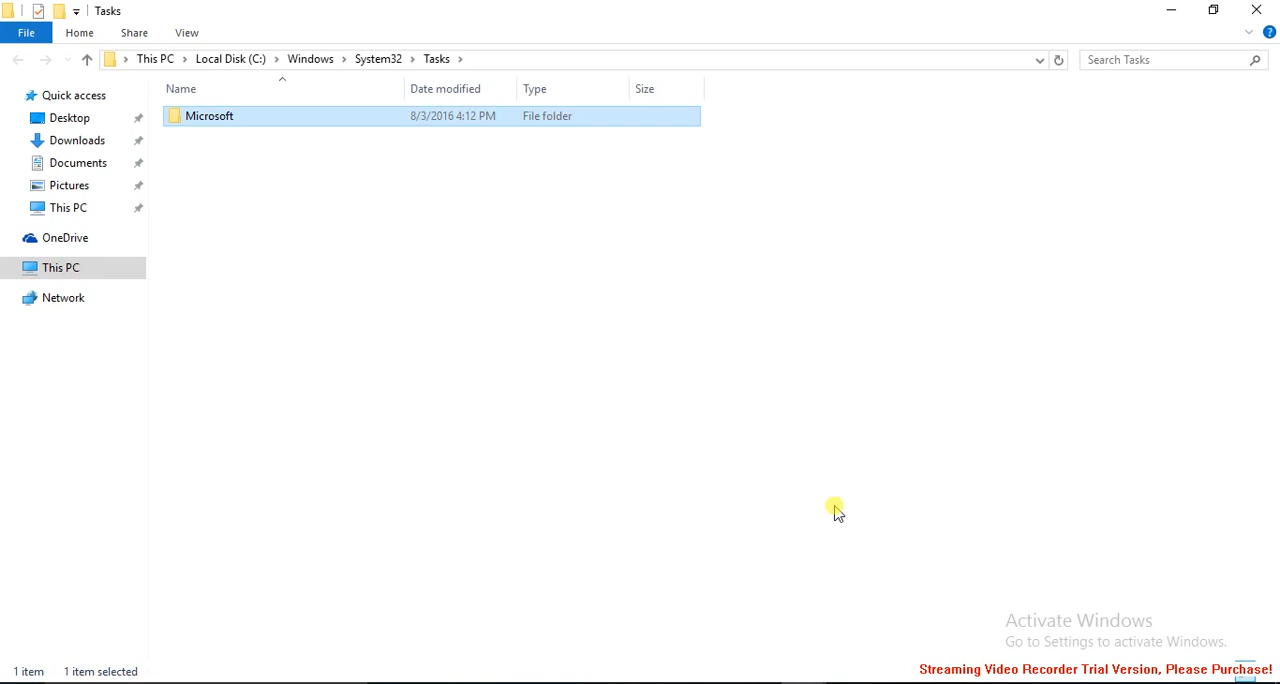 Tasks
File Home Share View
This PC Local Disk (C:) Windows System32 Tasks Search Tasks
Name Date modified Type Size
Microsoft 8/3/2016 4:12 PM File folder
Quick access
Desktop
Downloads
Documents
Pictures
This PC
OneDrive
This PC
Network
Activate Windows
Go to Settings to activate Windows.
1 item 1 item selected
Streaming Video Recorder Trial Version, Please Purchase!